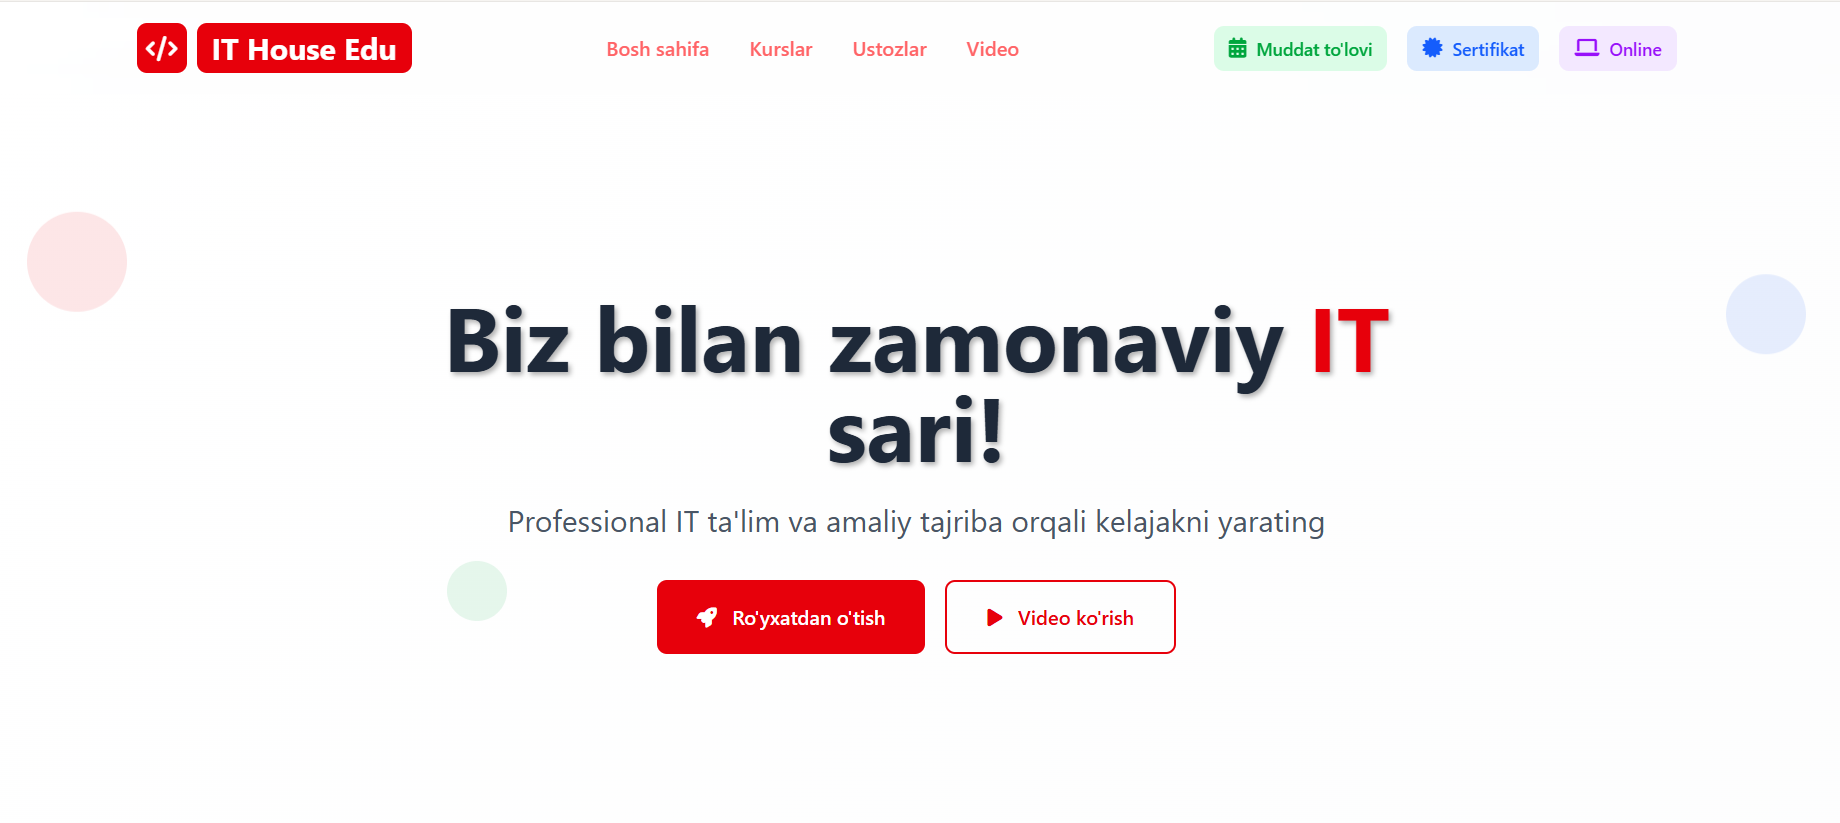 </> IT House Edu
Bosh sahifa Kurslar Ustozlar Video
Muddat to'lovi Sertifikat Online
Biz bilan zamonaviy IT
sari!
Professional IT ta'lim va amaliy tajriba orqali kelajakni yarating
Ro'yxatdan o'tish
Video ko'rish